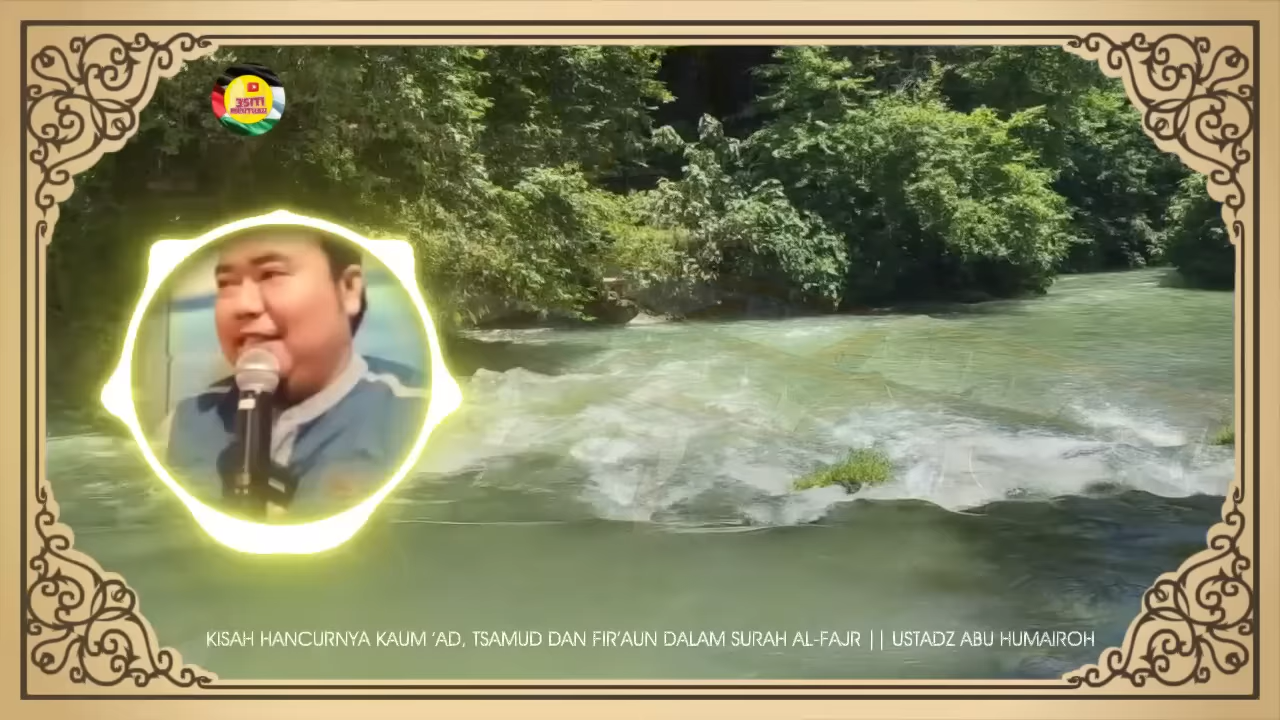 KISAH HANCURNYA KAUM 'AD, TSAMUD DAN FIR'AUN DALAM SURAH AL-FAJR || USTADZ ABU HUMAIROH